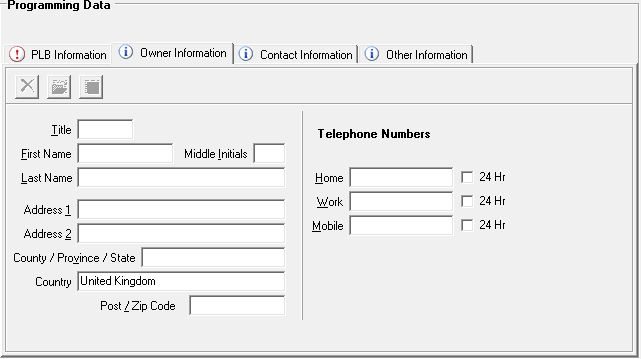 Programming Data
PLB Information Owner Information Contact Information Other Information
Title
First Name Middle Initials
Last Name
Address 1
Address 2
County / Province / State
Country United Kingdom
Post / Zip Code
Telephone Numbers
Home 24 Hr
Work 24 Hr
Mobile 24 Hr